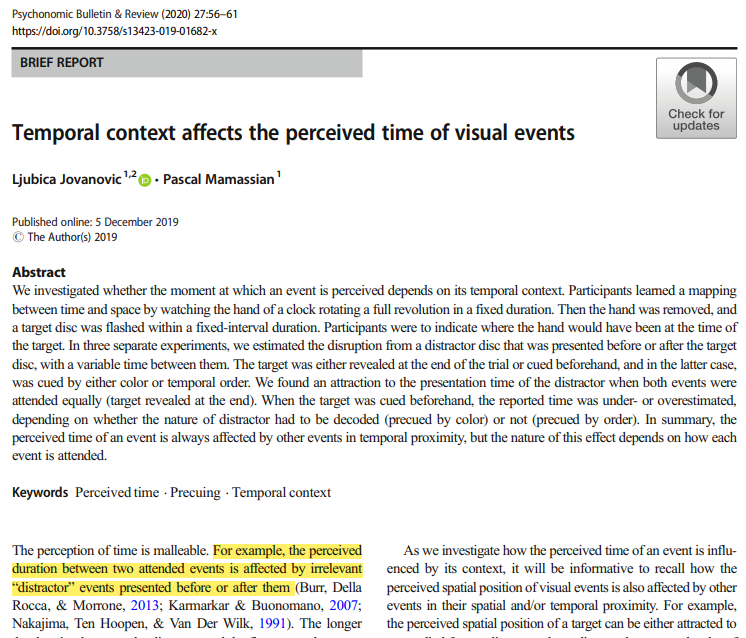 Psychonomic Bulletin & Review (2020) 27:56–61
https://doi.org/10.3758/s13423-019-01682-x
BRIEF REPORT
Check for
updates
Temporal context affects the perceived time of visual events
Ljubica Jovanovic 1,2 · Pascal Mamassian 1
Published online: 5 December 2019
© The Author(s) 2019
Abstract
We investigated whether the moment at which an event is perceived depends on its temporal context. Participants learned a mapping
between time and space by watching the hand of a clock rotating a full revolution in a fixed duration. Then the hand was removed, and
a target disc was flashed within a fixed-interval duration. Participants were to indicate where the hand would have been at the time of
the target. In three separate experiments, we estimated the disruption from a distractor disc that was presented before or after the target
disc, with a variable time between them. The target was either revealed at the end of the trial or cued beforehand, and in the latter case,
was cued by either color or temporal order. We found an attraction to the presentation time of the distractor when both events were
attended equally (target revealed at the end). When the target was cued beforehand, the reported time was under- or overestimated,
depending on whether the nature of distractor had to be decoded (precued by color) or not (precued by order). In summary, the
perceived time of an event is always affected by other events in temporal proximity, but the nature of this effect depends on how each
event is attended.
Keywords Perceived time · Precuing · Temporal context
The perception of time is malleable. For example, the perceived
duration between two attended events is affected by irrelevant
“distractor” events presented before or after them (Burr, Della
Rocca, & Morrone, 2013; Karmarkar & Buonomano, 2007;
Nakajima, Ten Hoopen, & Van Der Wilk, 1991). The longer
As we investigate how the perceived time of an event is influ-
enced by its context, it will be informative to recall how the
perceived spatial position of visual events is also affected by other
events in their spatial and/or temporal proximity. For example,
the perceived spatial position of a target can be either attracted to